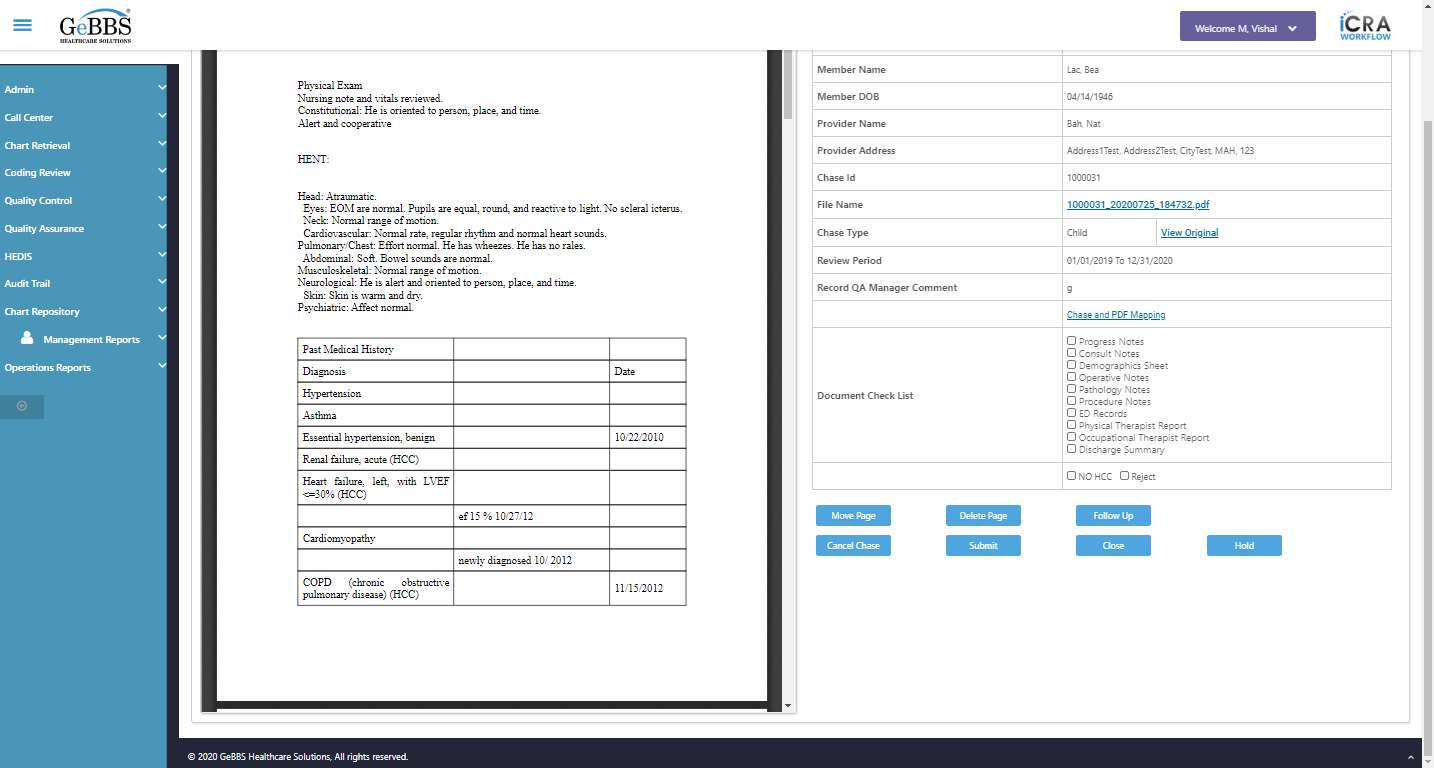 GeBBS
HEALTHCARE SOLUTIONS
Welcome M, Vishal
iCRA
WORKFLOW
Admin
Call Center
Chart Retrieval
Coding Review
Quality Control
Quality Assurance
HEDIS
Audit Trail
Chart Repository
Management Reports
Operations Reports
Physical Exam
Nursing note and vitals reviewed.
Constitutional: He is oriented to person, place, and time.
Alert and cooperative
HENT:
Head: Atraumatic.
Eyes: EOM are normal. Pupils are equal, round, and reactive to light. No scleral icterus.
Neck: Normal range of motion.
Cardiovascular: Normal rate, regular rhythm and normal heart sounds.
Pulmonary/Chest: Effort normal. He has wheezes. He has no rales.
Abdominal: Soft. Bowel sounds are normal.
Musculoskeletal: Normal range of motion.
Neurological: He is alert and oriented to person, place, and time.
Skin: Skin is warm and dry.
Psychiatric: Affect normal.
Past Medical History
Diagnosis Date
Hypertension
Asthma
Essential hypertension, benign 10/22/2010
Renal failure, acute (HCC)
Heart failure, left, with LVEF
<=30% (HCC)
ef 15 % 10/27/12
Cardiomyopathy
newly diagnosed 10/ 2012
COPD (chronic obstructive
pulmonary disease) (HCC) 11/15/2012
Member Name Lac, Bea
Member DOB 04/14/1946
Provider Name Bah, Nat
Provider Address Address1Test, Address2Test, CityTest, MAH, 123
Chase Id 1000031
File Name 1000031_20200725_184732.pdf
Chase Type Child View Original
Review Period 01/01/2019 To 12/31/2020
Record QA Manager Comment g
Chase and PDF Mapping
Document Check List
Progress Notes
Consult Notes
Demographics Sheet
Operative Notes
Pathology Notes
Procedure Notes
ED Records
Physical Therapist Report
Occupational Therapist Report
Discharge Summary
NO HCC Reject
Move Page Delete Page Follow Up
Cancel Chase Submit Close Hold
© 2020 GeBBS Healthcare Solutions, All rights reserved.